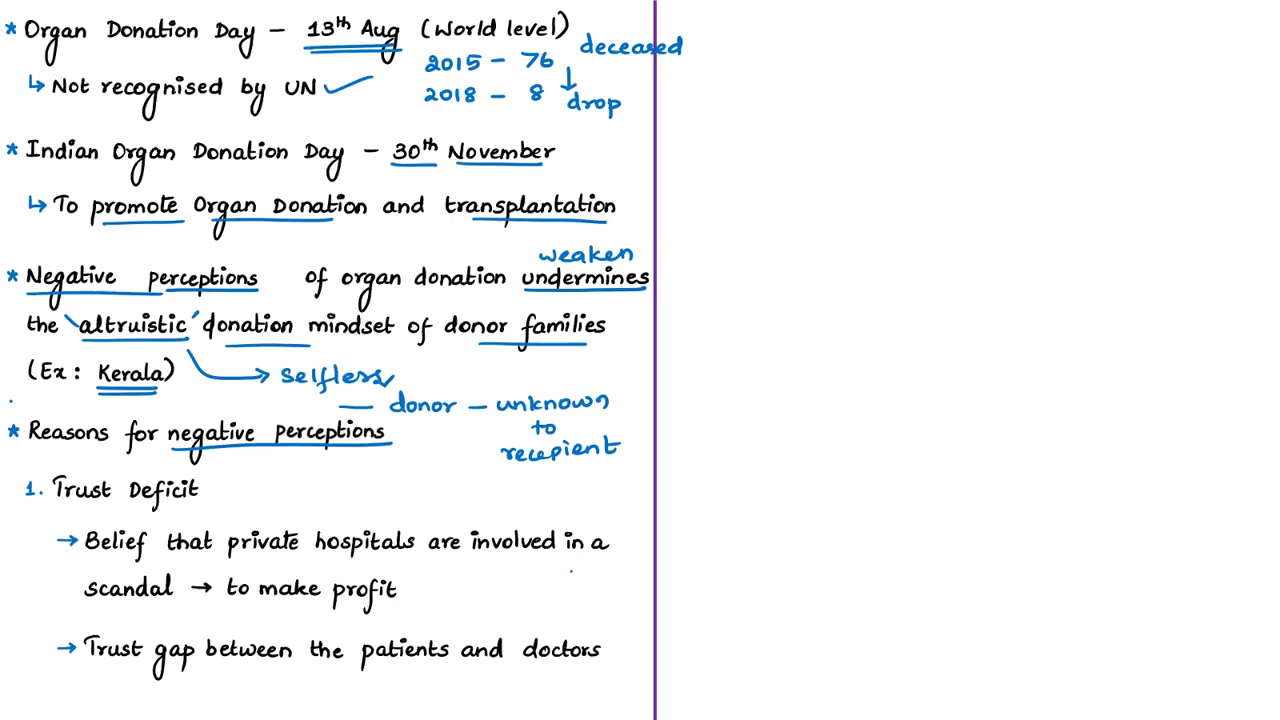 * Organ Donation Day – 13th Aug (World level)
deceased
2015 – 76
↳ Not recognised by UN ✓
2018 – 8 ↓ drop
* Indian Organ Donation Day – 30th November
↳ To promote Organ Donation and transplantation
weaken
* Negative perceptions of organ donation undermines
the 'altruistic' donation mindset of donor families
(Ex: Kerala)
→ selfless
— donor – unknown
to
recepient
* Reasons for negative perceptions
1. Trust Deficit
→ Belief that private hospitals are involved in a
scandal → to make profit
→ Trust gap between the patients and doctors